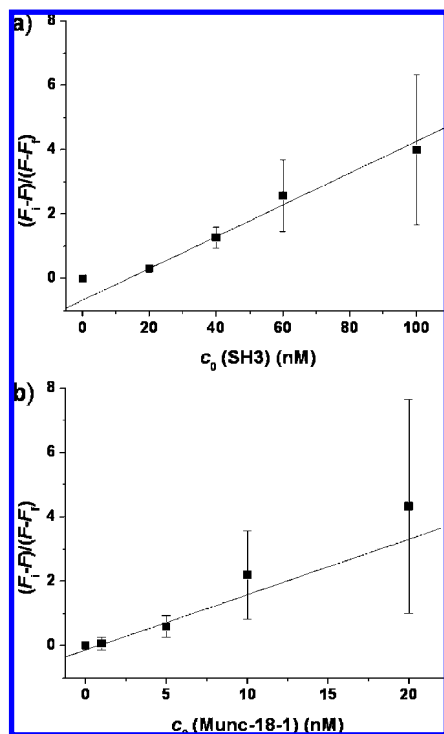 a)
8
6
4
2
0
(Fi-F)/(F-Ff)
0 20 40 60 80 100
c0 (SH3) (nM)
b)
8
6
4
2
0
(Fi-F)/(F-Ff)
0 5 10 15 20
c0 (Munc-18-1) (nM)